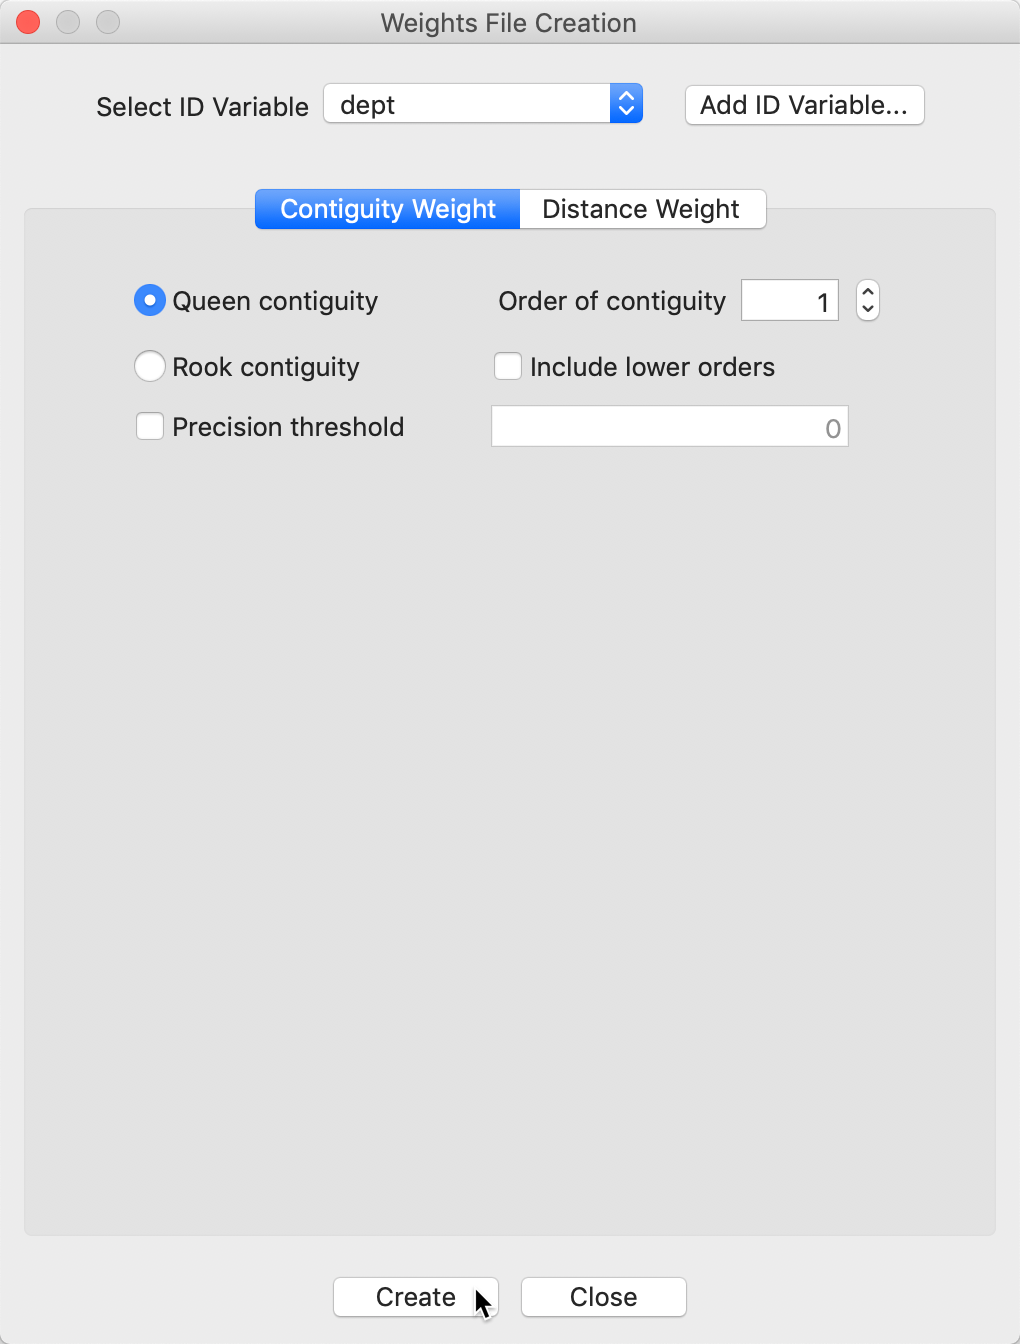 Weights File Creation
Select ID Variable dept Add ID Variable...
Contiguity Weight Distance Weight
Queen contiguity Order of contiguity 1
Rook contiguity Include lower orders
Precision threshold 0
Create Close